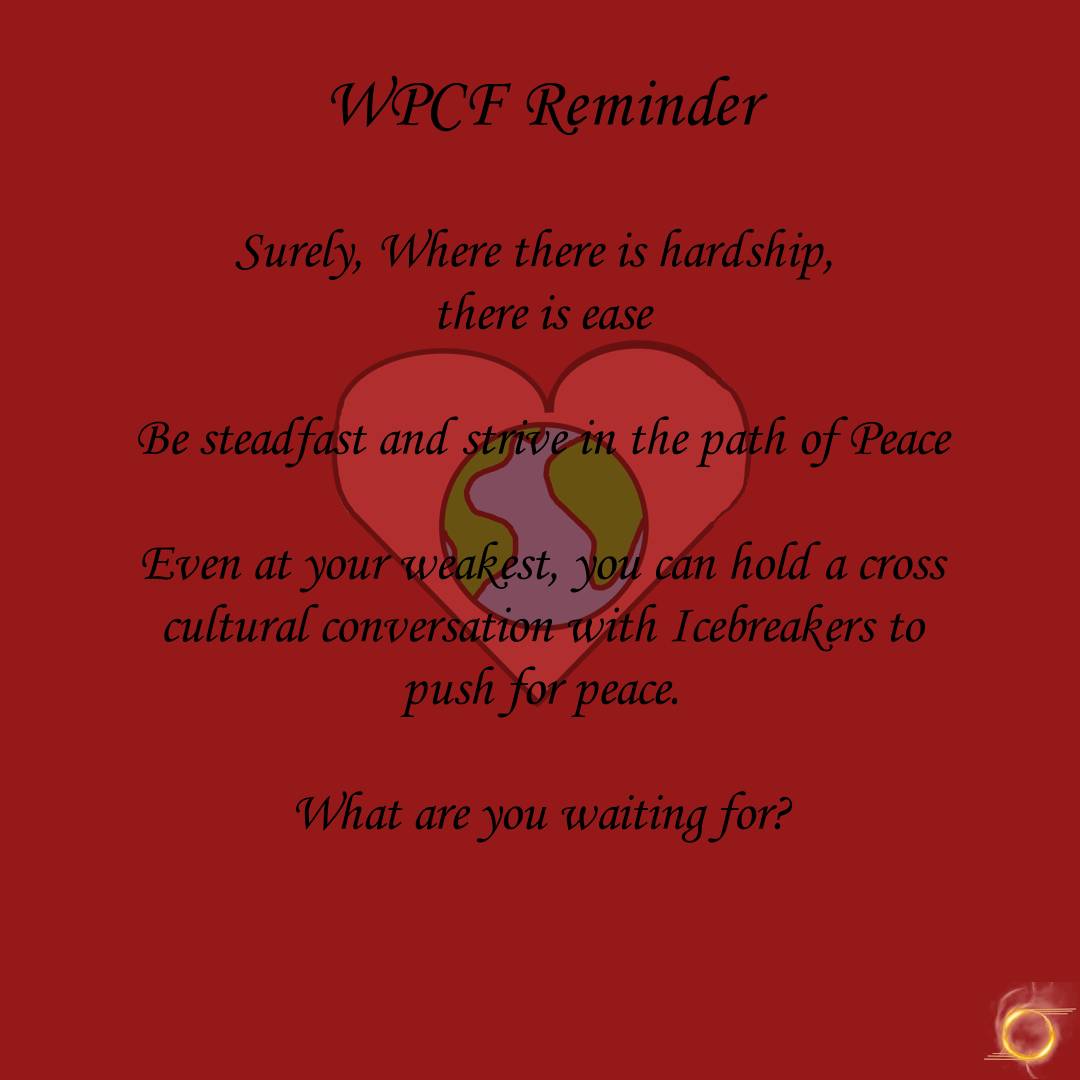 WPCF Reminder
Surely, Where there is hardship,
there is ease
Be steadfast and strive in the path of Peace
Even at your weakest, you can hold a cross
cultural conversation with Icebreakers to
push for peace.
What are you waiting for?